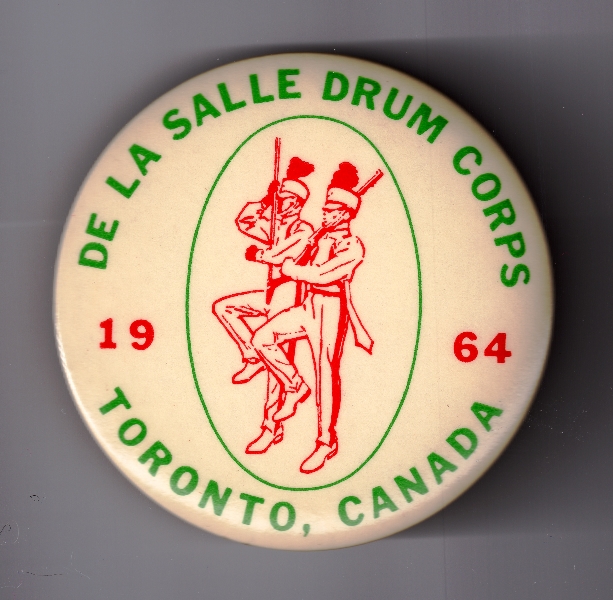 DE LA SALLE DRUM CORPS
19 64
TORONTO, CANADA